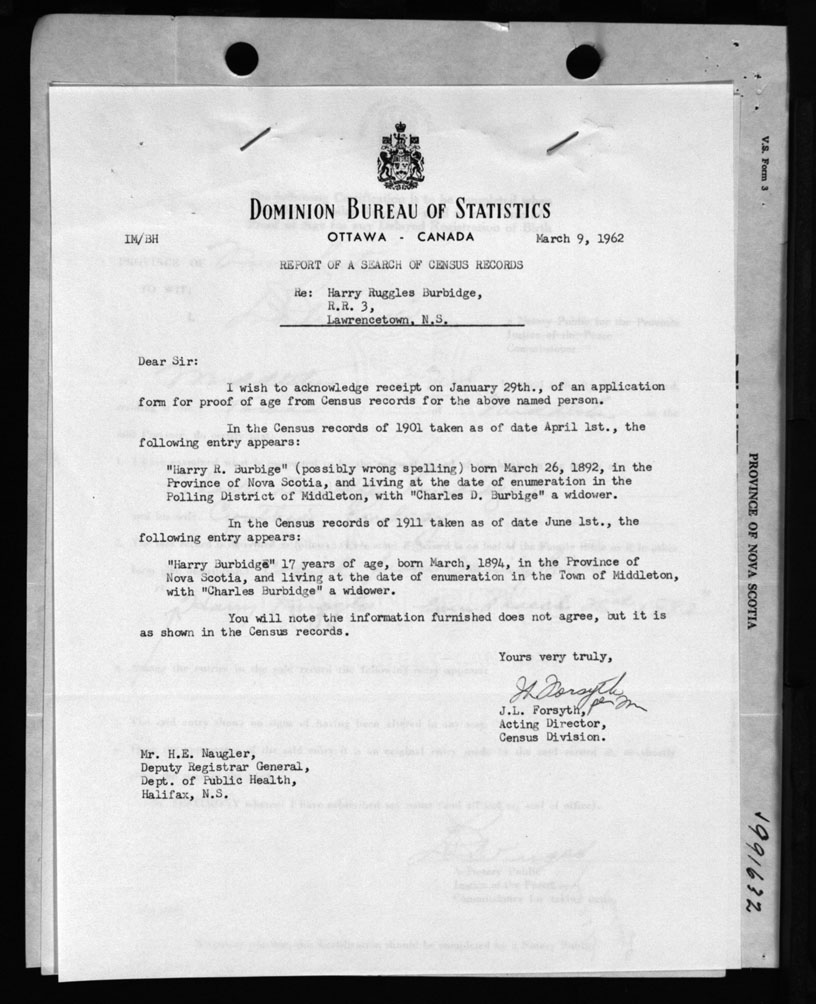 DOMINION BUREAU OF STATISTICS
IM/BH
OTTAWA - CANADA
March 9, 1962
REPORT OF A SEARCH OF CENSUS RECORDS
Re: Harry Ruggles Burbidge,
R.R. 3,
Lawrencetown, N.S.
Dear Sir:
I wish to acknowledge receipt on January 29th., of an application
form for proof of age from Census records for the above named person.
In the Census records of 1901 taken as of date April 1st., the
following entry appears:
"Harry R. Burbige" (possibly wrong spelling) born March 26, 1892, in the
Province of Nova Scotia, and living at the date of enumeration in the
Polling District of Middleton, with "Charles D. Burbige" a widower.
In the Census records of 1911 taken as of date June 1st., the
following entry appears:
"Harry Burbidge" 17 years of age, born March, 1894, in the Province of
Nova Scotia, and living at the date of enumeration in the Town of Middleton,
with "Charles Burbidge" a widower.
You will note the information furnished does not agree, but it is
as shown in the Census records.
Yours very truly,
J.L. Forsyth,
Acting Director,
Census Division.
Mr. H.E. Naugler,
Deputy Registrar General,
Dept. of Public Health,
Halifax, N.S.
V.S. Form 3
PROVINCE OF NOVA SCOTIA
1991632